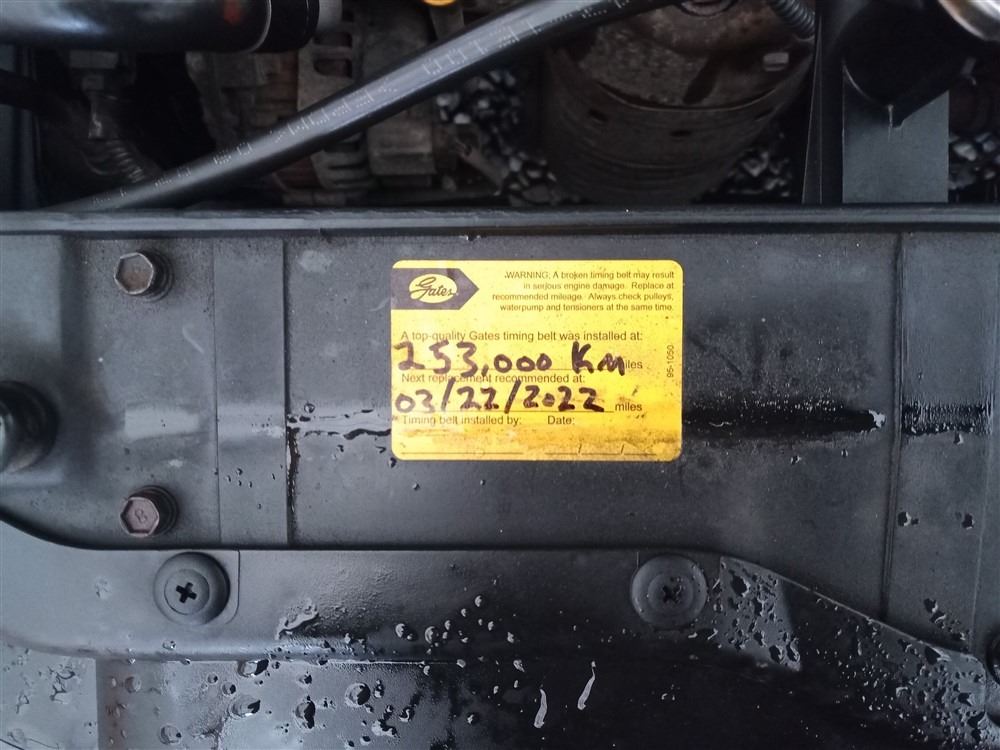 Gates
WARNING: A broken timing belt may result
in serious engine damage. Replace at
recommended mileage. Always check pulleys,
waterpump and tensioners at the same time.
A top-quality Gates timing belt was installed at:
253,000 KM miles
Next replacement recommended at:
03/22/2022 miles
Timing belt installed by: Date:
95-1050
8